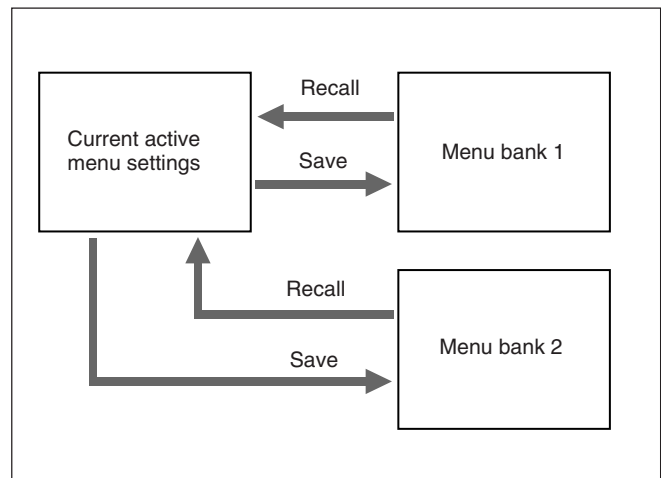 Recall
Current active
menu settings
Save
Menu bank 1
Recall
Save
Menu bank 2